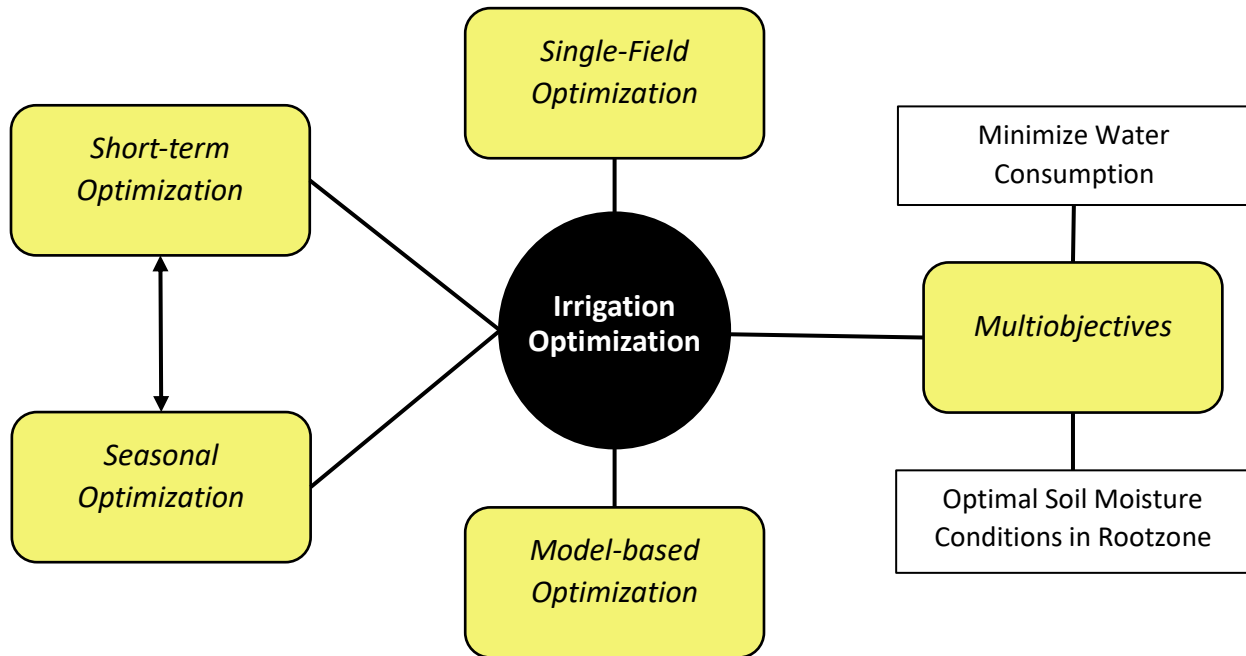 Single-Field
Optimization
Short-term
Optimization
Minimize Water
Consumption
Irrigation
Optimization
Multiobjectives
Seasonal
Optimization
Optimal Soil Moisture
Conditions in Rootzone
Model-based
Optimization